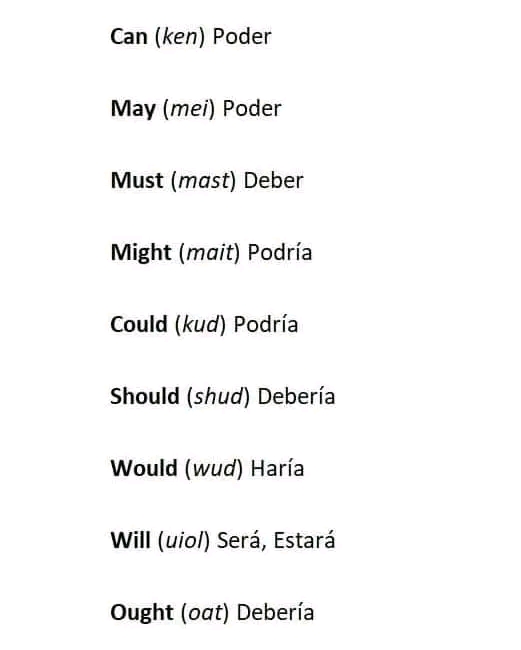 Can (ken) Poder
May (mei) Poder
Must (mast) Deber
Might (mait) Podría
Could (kud) Podría
Should (shud) Debería
Would (wud) Haría
Will (uiol) Será, Estará
Ought (oat) Debería